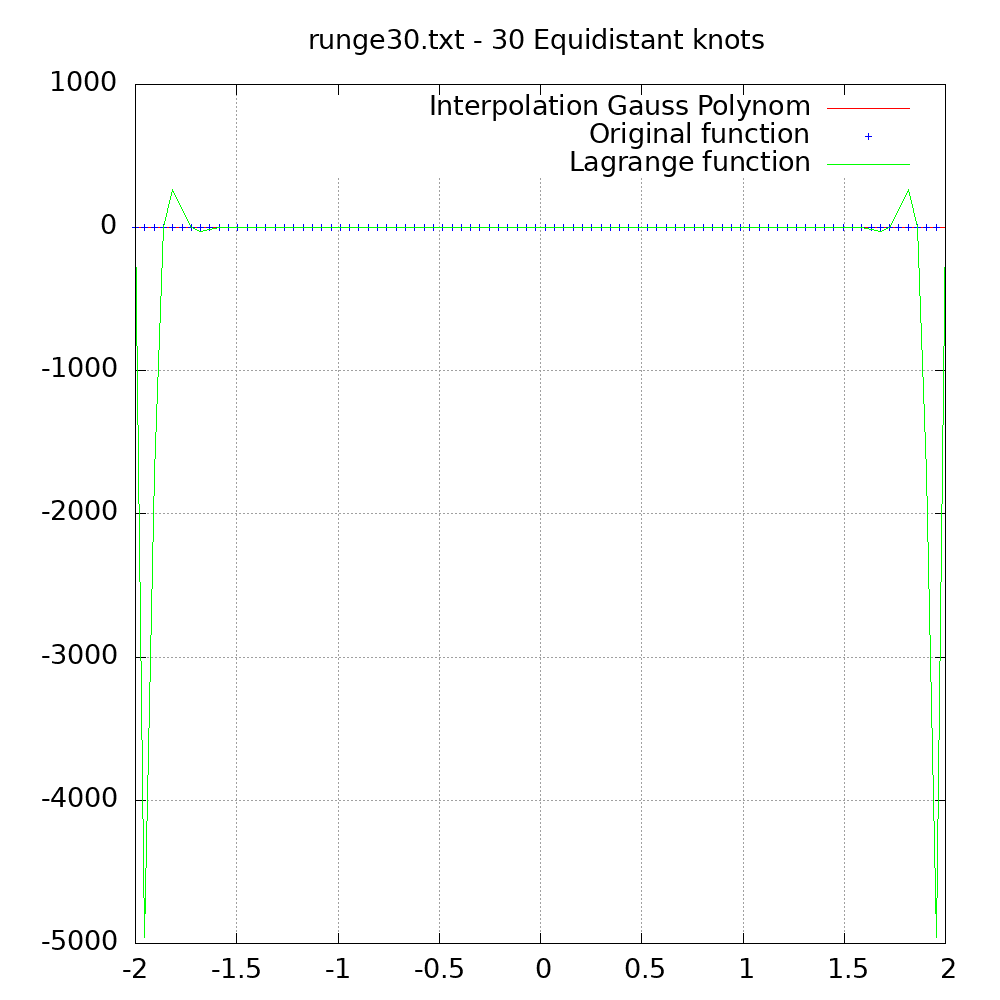 runge30.txt - 30 Equidistant knots
Interpolation Gauss Polynom
Original function
Lagrange function
1000
0
-1000
-2000
-3000
-4000
-5000
-2 -1.5 -1 -0.5 0 0.5 1 1.5 2